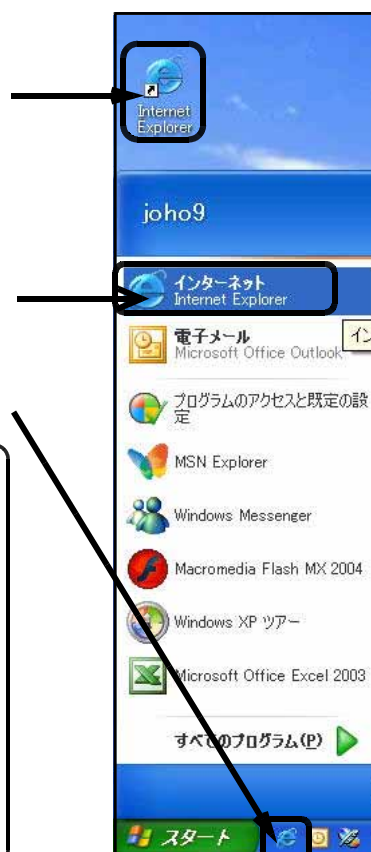 Internet
Explorer
joho9
インターネット
Internet Explorer
電子メール
イン
Microsoft Office Outlook
プログラムのアクセスと既定の設
定
MSN Explorer
Windows Messenger
Macromedia Flash MX 2004
Windows XP ツアー
Microsoft Office Excel 2003
すべてのプログラム(P)
スタート